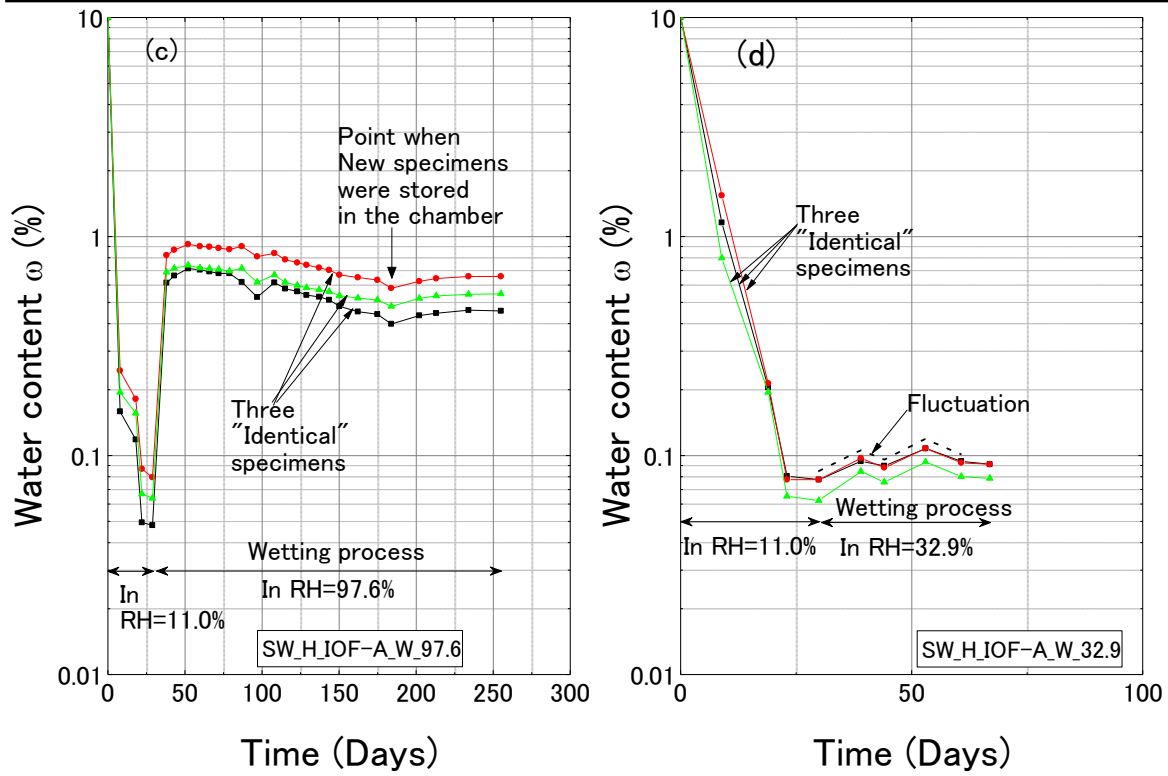 (c)
10
1
0.1
0.01
Water content ω (%)
Point when
New specimens
were stored
in the chamber
Three
"Identical"
specimens
Wetting process
In RH=97.6%
In
RH=11.0%
SW_H_IOF-A_W_97.6
0 50 100 150 200 250 300
Time (Days)
(d)
10
1
0.1
0.01
Water content ω (%)
Three
"Identical"
specimens
Fluctuation
Wetting process
In RH=11.0%
In RH=32.9%
SW_H_IOF-A_W_32.9
0 50 100
Time (Days)